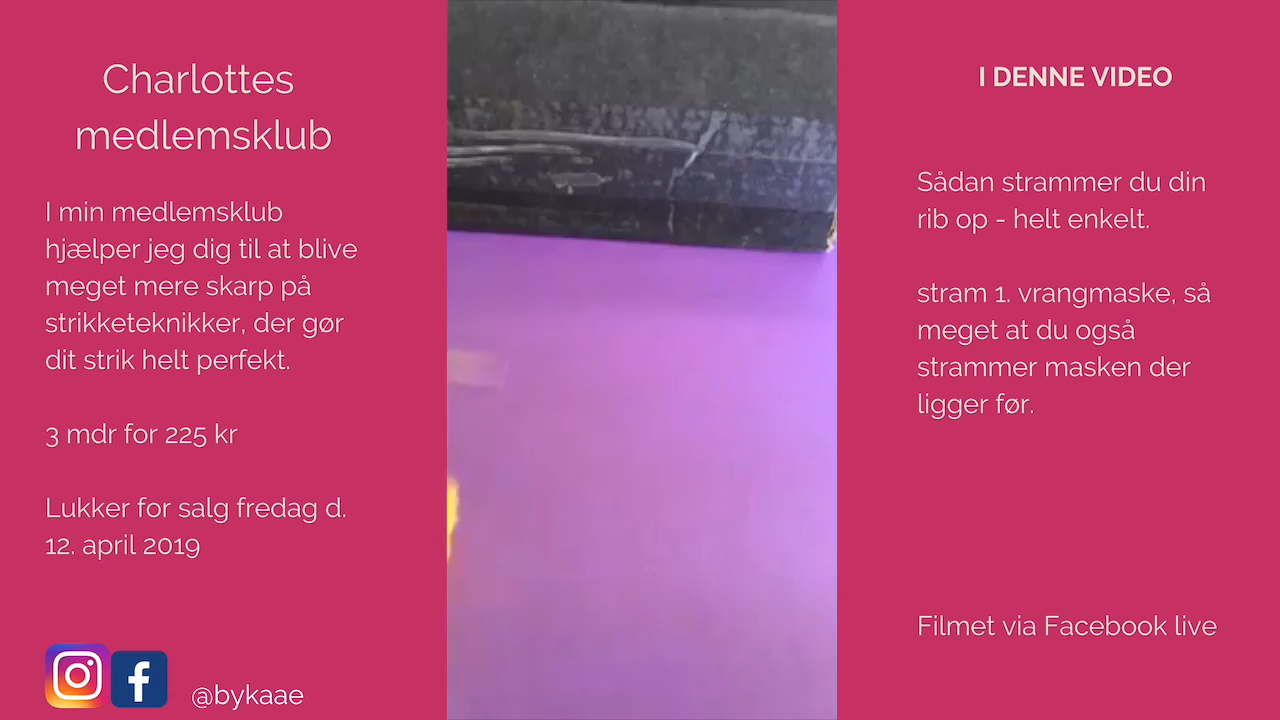 Charlottes
medlemsklub
I min medlemsklub
hjælper jeg dig til at blive
meget mere skarp på
strikketeknikker, der gør
dit strik helt perfekt.
3 mdr for 225 kr
Lukker for salg fredag d.
12. april 2019
@bykaae
I DENNE VIDEO
Sådan strammer du din
rib op - helt enkelt.
stram 1. vrangmaske, så
meget at du også
strammer masken der
ligger før.
Filmet via Facebook live